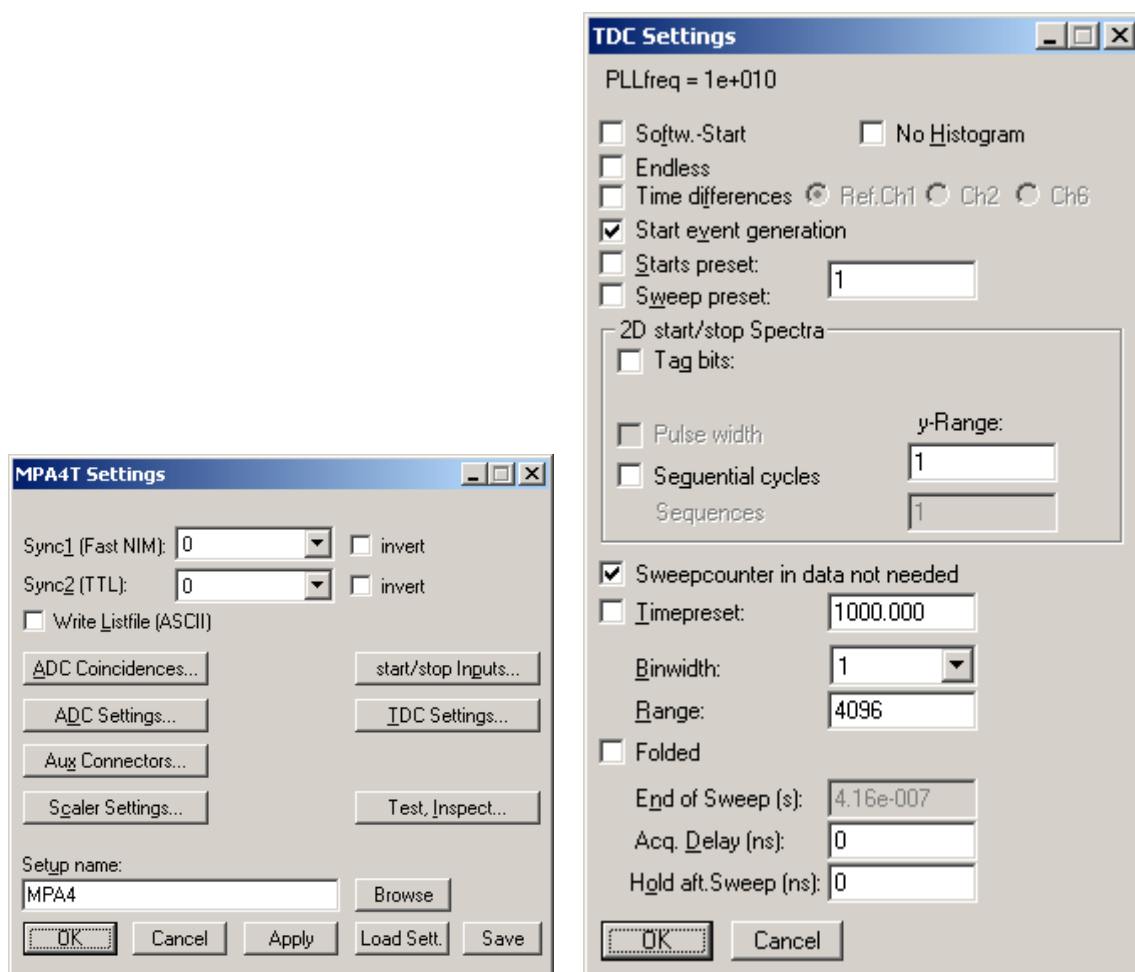 MPA4T Settings
Sync1 (Fast NIM): 0 invert
Sync2 (TTL): 0 invert
Write Listfile (ASCII)
ADC Coincidences... start/stop Inputs...
ADC Settings... TDC Settings...
Aux Connectors...
Scaler Settings... Test, Inspect...
Setup name:
MPA4 Browse
OK Cancel Apply Load Sett. Save
TDC Settings
PLLfreq = 1e+010
Softw.-Start No Histogram
Endless
Time differences Ref.Ch1 Ch2 Ch6
Start event generation
Starts preset: 1
Sweep preset:
2D start/stop Spectra
Tag bits:
y-Range:
Pulse width
1
Sequential cycles
Sequences 1
Sweepcounter in data not needed
Timepreset: 1000.000
Binwidth: 1
Range: 4096
Folded
End of Sweep (s): 4.16e-007
Acq. Delay (ns): 0
Hold aft.Sweep (ns): 0
OK Cancel